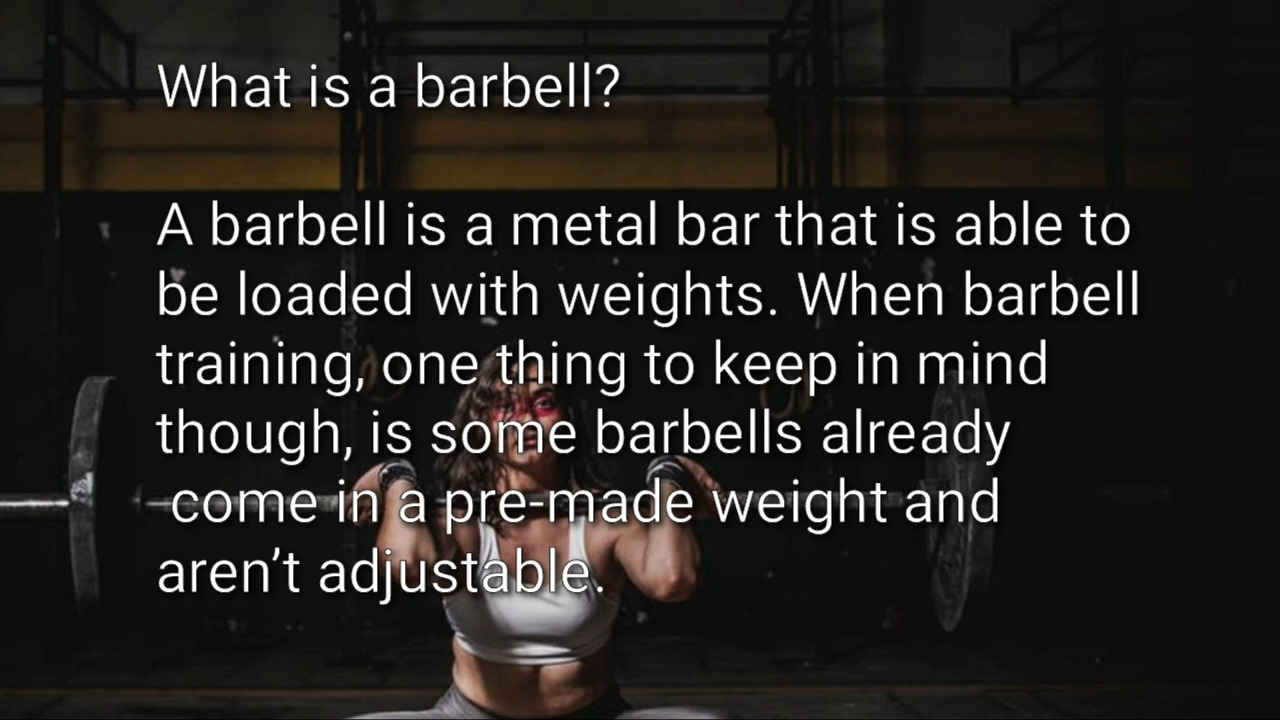 What is a barbell?
A barbell is a metal bar that is able to
be loaded with weights. When barbell
training, one thing to keep in mind
though, is some barbells already
come in a pre-made weight and
aren’t adjustable.